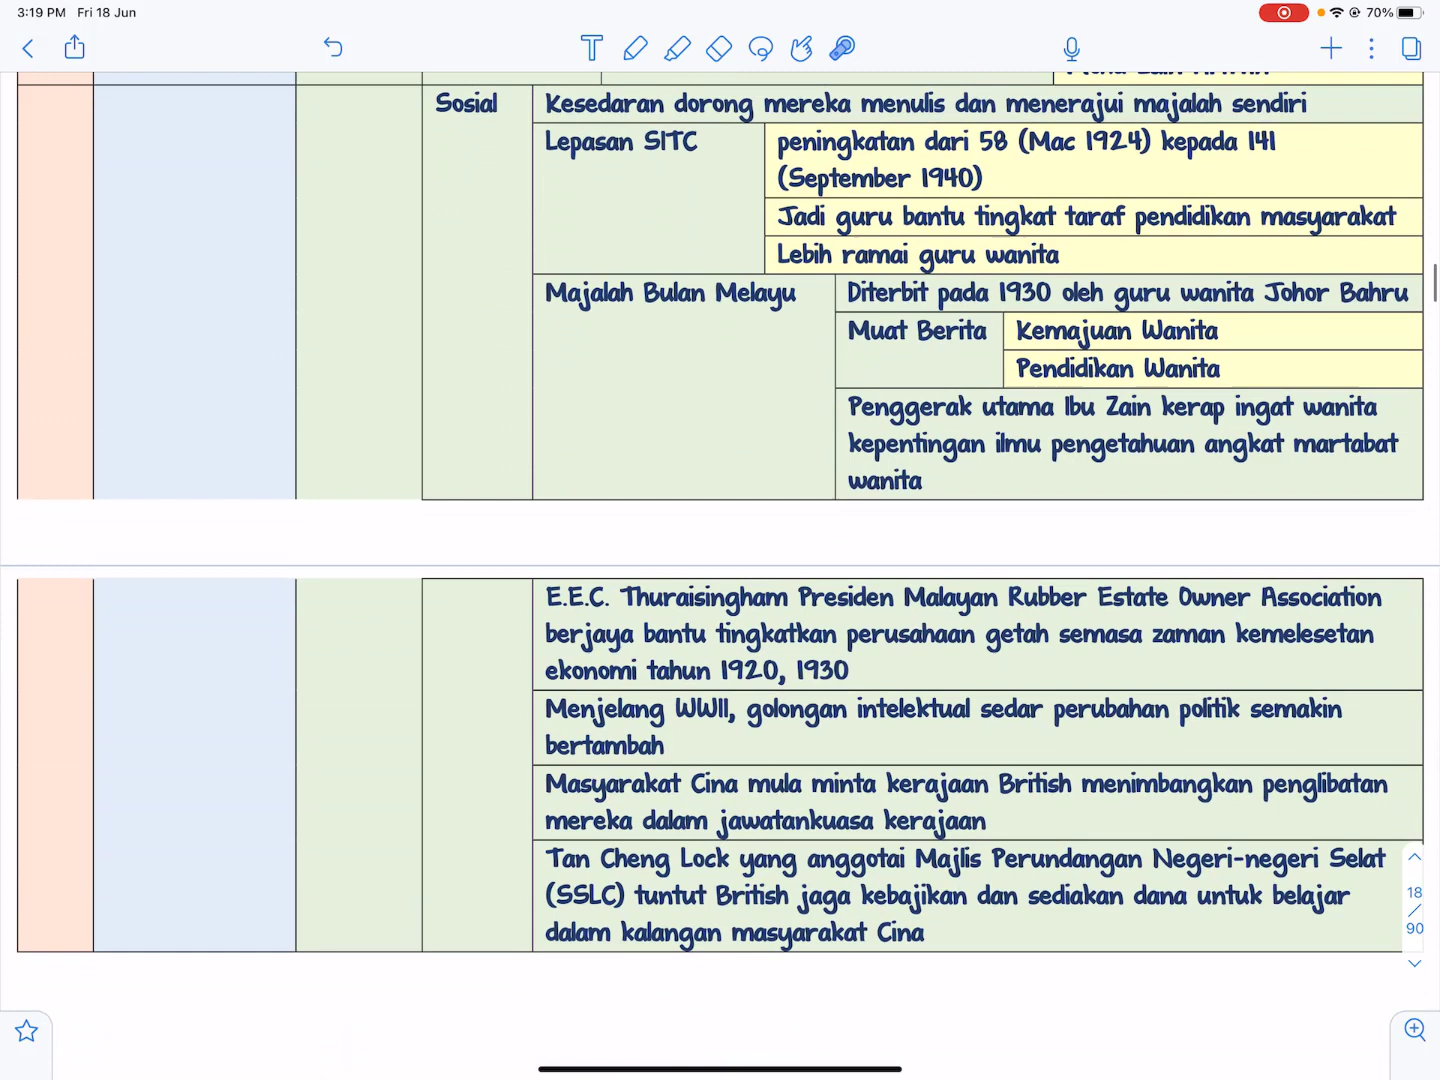 3:19 PM Fri 18 Jun
70%
Sosial
Kesedaran dorong mereka menulis dan menerajui majalah sendiri
Lepasan SITC
peningkatan dari 58 (Mac 1924) kepada 141
(September 1940)
Jadi guru bantu tingkat taraf pendidikan masyarakat
Lebih ramai guru wanita
Majalah Bulan Melayu
Diterbit pada 1930 oleh guru wanita Johor Bahru
Muat Berita
Kemajuan Wanita
Pendidikan Wanita
Penggerak utama Ibu Zain kerap ingat wanita
kepentingan ilmu pengetahuan angkat martabat
wanita
E.E.C. Thuraisingham Presiden Malayan Rubber Estate Owner Association
berjaya bantu tingkatkan perusahaan getah semasa zaman kemelesetan
ekonomi tahun 1920, 1930
Menjelang WWII, golongan intelektual sedar perubahan politik semakin
bertambah
Masyarakat Cina mula minta kerajaan British menimbangkan penglibatan
mereka dalam jawatankuasa kerajaan
Tan Cheng Lock yang anggotai Majlis Perundangan Negeri-negeri Selat
(SSLC) tuntut British jaga kebajikan dan sediakan dana untuk belajar
dalam kalangan masyarakat Cina
18
/
90